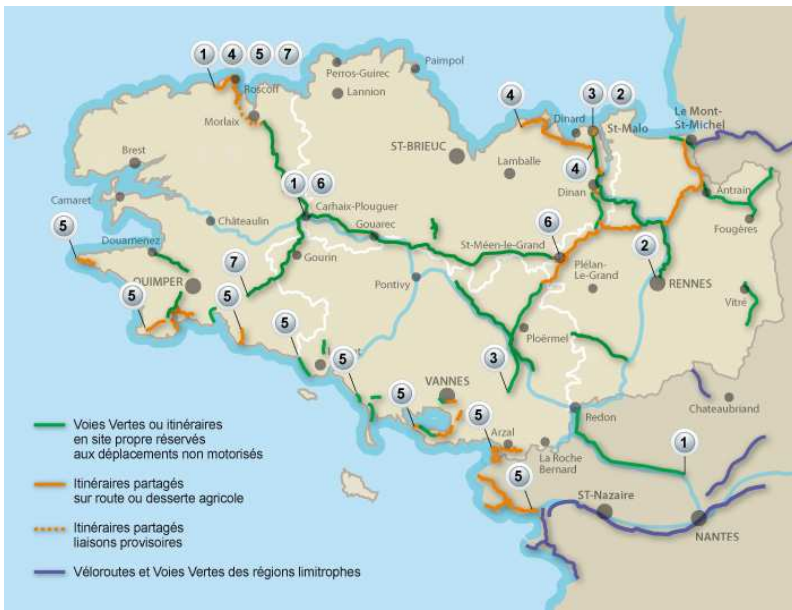 1 4 5 7
Roscoff
Perros-Guirec
Paimpol
Lannion
Morlaix
4
Dinard
3 2
St-Malo
Le Mont-
St-Michel
ST-BRIEUC
Lamballe
Brest
4
Dinan
Antrain
Camaret
1 6
Carhaix-Plouguer
Châteaulin
Gouarec
Fougères
5
Douarnenez
St-Méen-le-Grand
6
Gourin
Plélan-
Le-Grand
2
RENNES
QUIMPER
7
Pontivy
Vitré
5
5
Ploërmel
5
5
VANNES
3
5
Redon
Chateaubriand
5
Arzal
La Roche
Bernard
1
5
ST-Nazaire
NANTES
Voies Vertes ou itinéraires
en site propre réservés
aux déplacements non motorisés
Itinéraires partagés
sur route ou desserte agricole
Itinéraires partagés
liaisons provisoires
Véloroutes et Voies Vertes des régions limitrophes